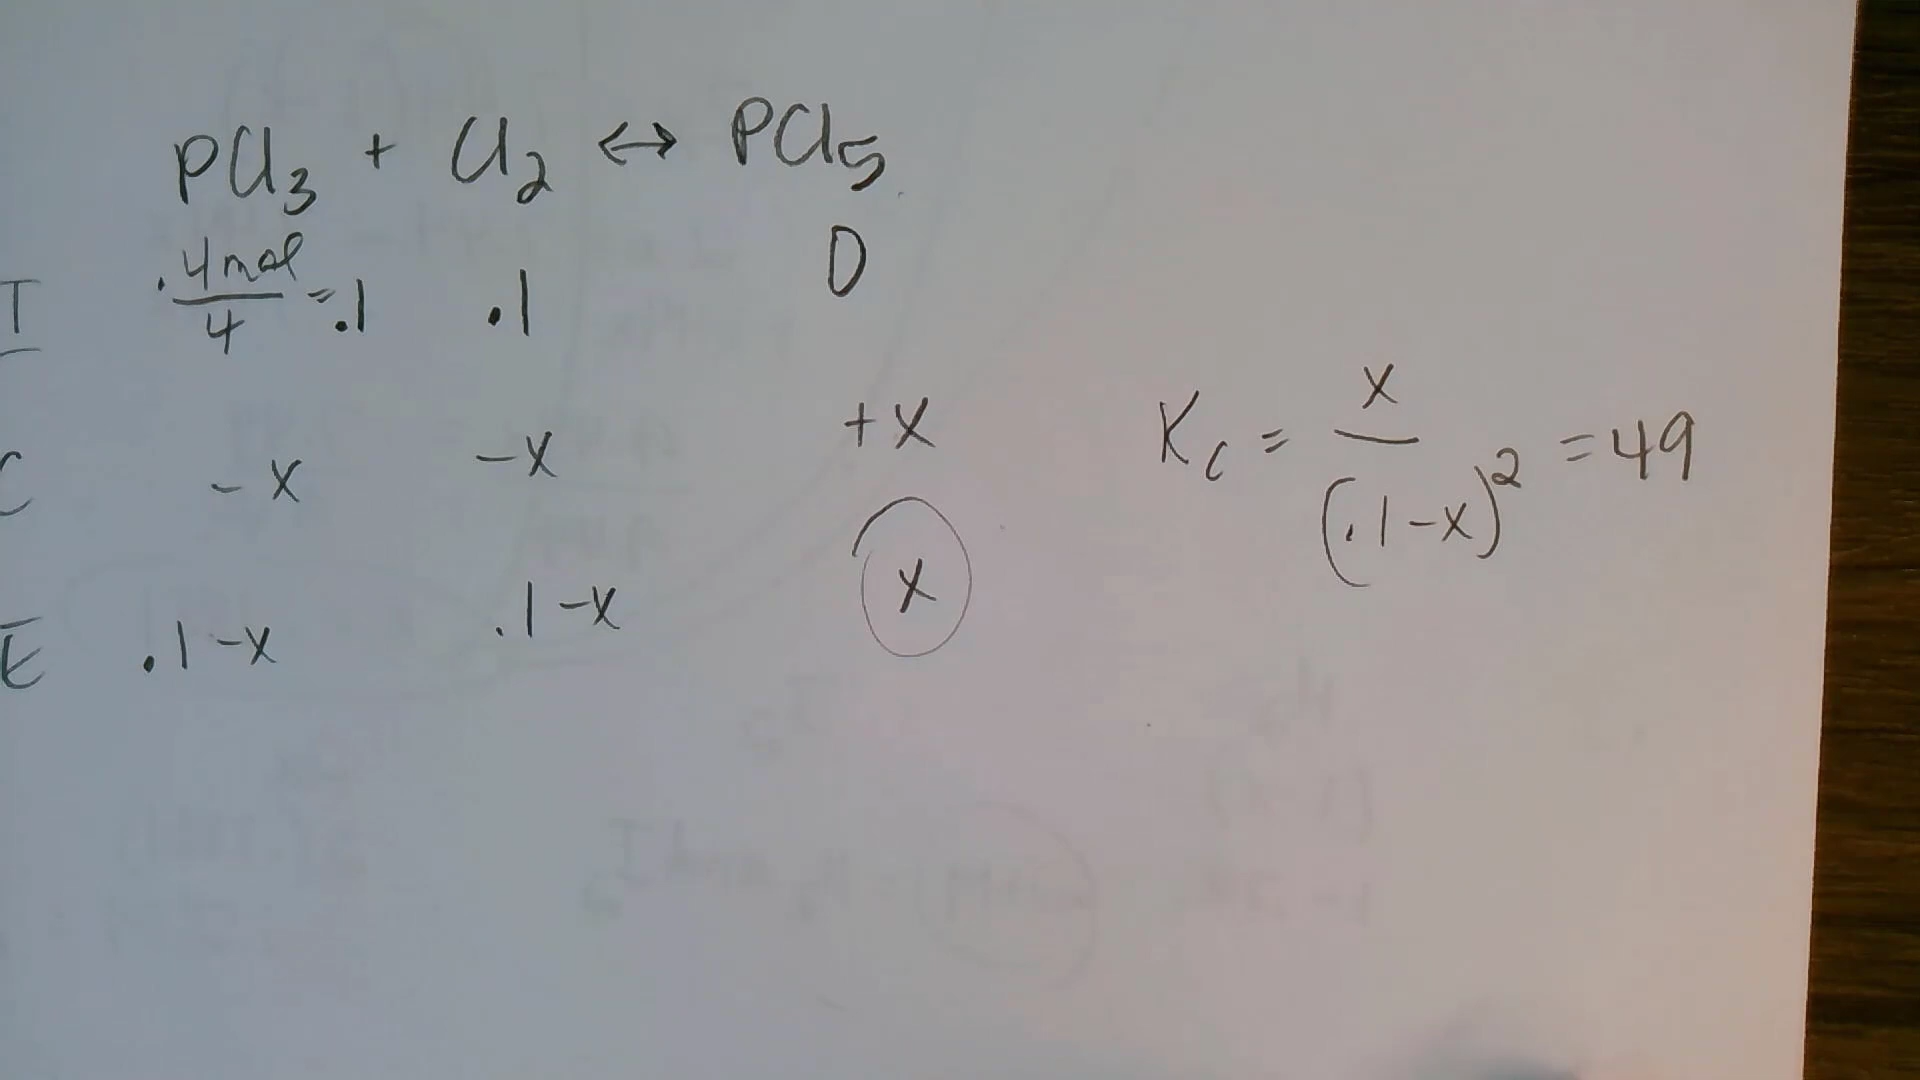 PCl₃ + Cl₂ ↔ PCl₅
I .4mol/4 = .1 .1 0
C -x -x +x
E .1-x .1-x x
Kc = x/(.1-x)² = 49